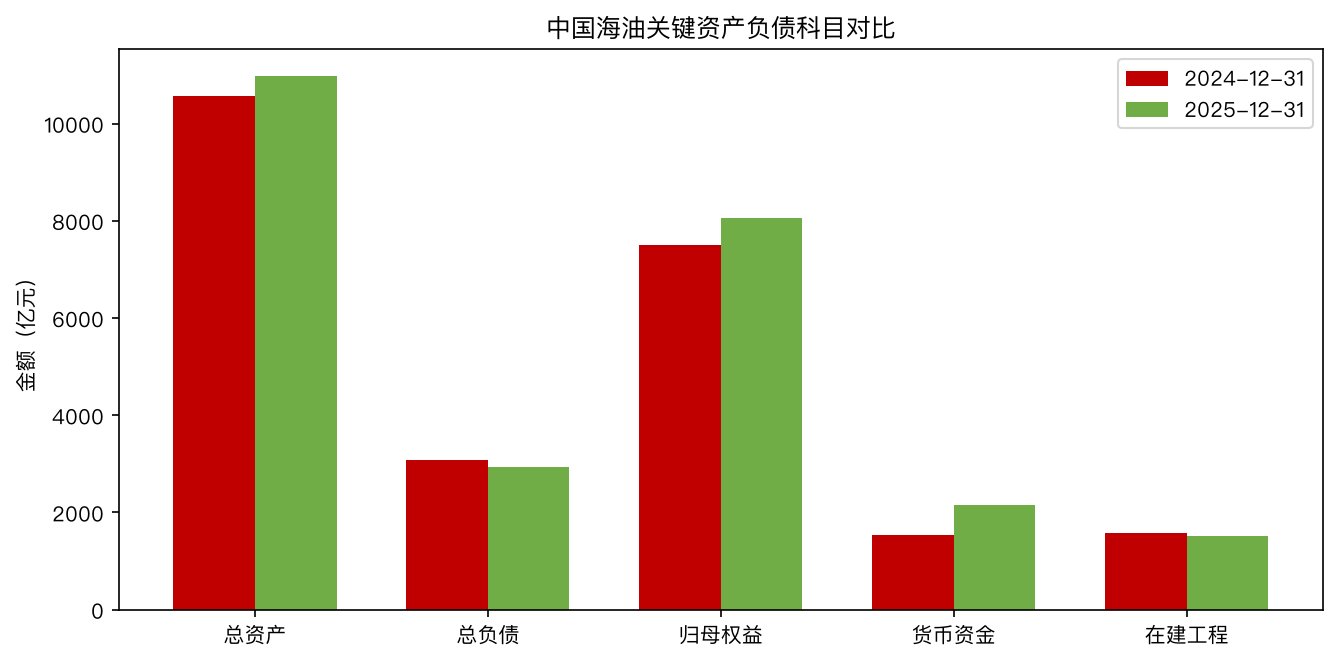 中国海油关键资产负债科目对比
2024-12-31
2025-12-31
金额（亿元）
10000
8000
6000
4000
2000
0
总资产
总负债
归母权益
货币资金
在建工程